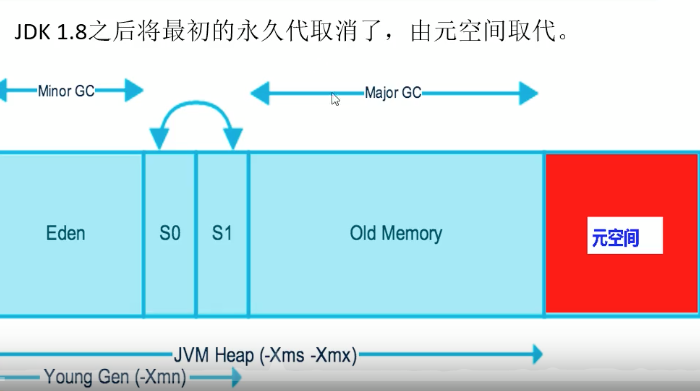 JDK 1.8之后将最初的永久代取消了，由元空间取代。
Minor GC
Major GC
Eden
S0
S1
Old Memory
元空间
JVM Heap (-Xms -Xmx)
Young Gen (-Xmn)